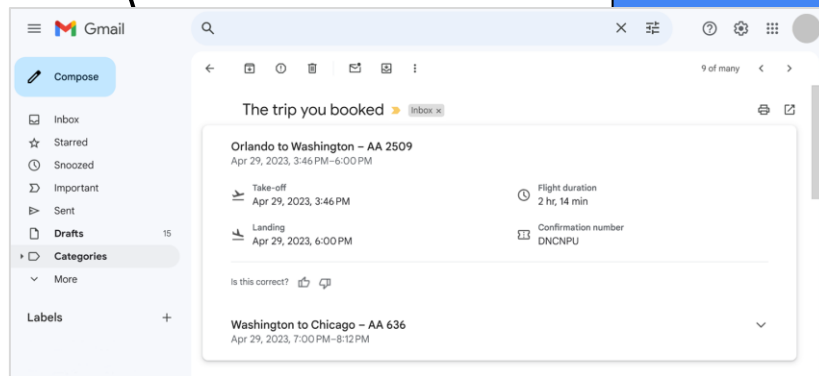 Gmail
Compose
9 of many
The trip you booked Inbox x
Inbox
Starred
Snoozed
Important
Sent
Drafts 15
Categories
More
Labels
Orlando to Washington – AA 2509
Apr 29, 2023, 3:46 PM–6:00 PM
Take-off
Apr 29, 2023, 3:46 PM
Flight duration
2 hr, 14 min
Landing
Apr 29, 2023, 6:00 PM
Confirmation number
DNCNPU
Is this correct?
Washington to Chicago – AA 636
Apr 29, 2023, 7:00 PM–8:12 PM